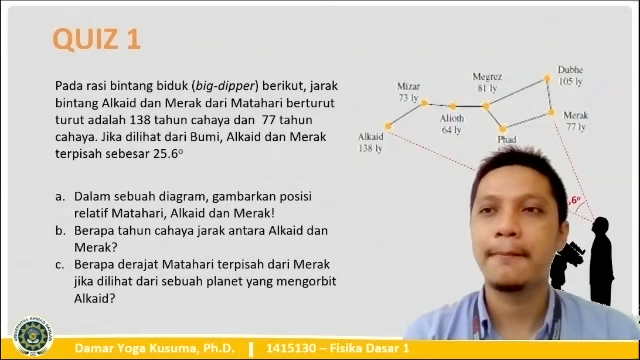 QUIZ 1
Pada rasi bintang biduk (big-dipper) berikut, jarak
bintang Alkaid dan Merak dari Matahari berturut
turut adalah 138 tahun cahaya dan 77 tahun
cahaya. Jika dilihat dari Bumi, Alkaid dan Merak
terpisah sebesar 25.6°
a. Dalam sebuah diagram, gambarkan posisi
relatif Matahari, Alkaid dan Merak!
b. Berapa tahun cahaya jarak antara Alkaid dan
Merak?
c. Berapa derajat Matahari terpisah dari Merak
jika dilihat dari sebuah planet yang mengorbit
Alkaid?
Dubhe
105 ly
Megrez
81 ly
Mizar
73 ly
Merak
77 ly
Alioth
64 ly
Alkaid
138 ly
Phad
.6°
Damar Yoga Kusuma, Ph.D. | 1415130 – Fisika Dasar 1